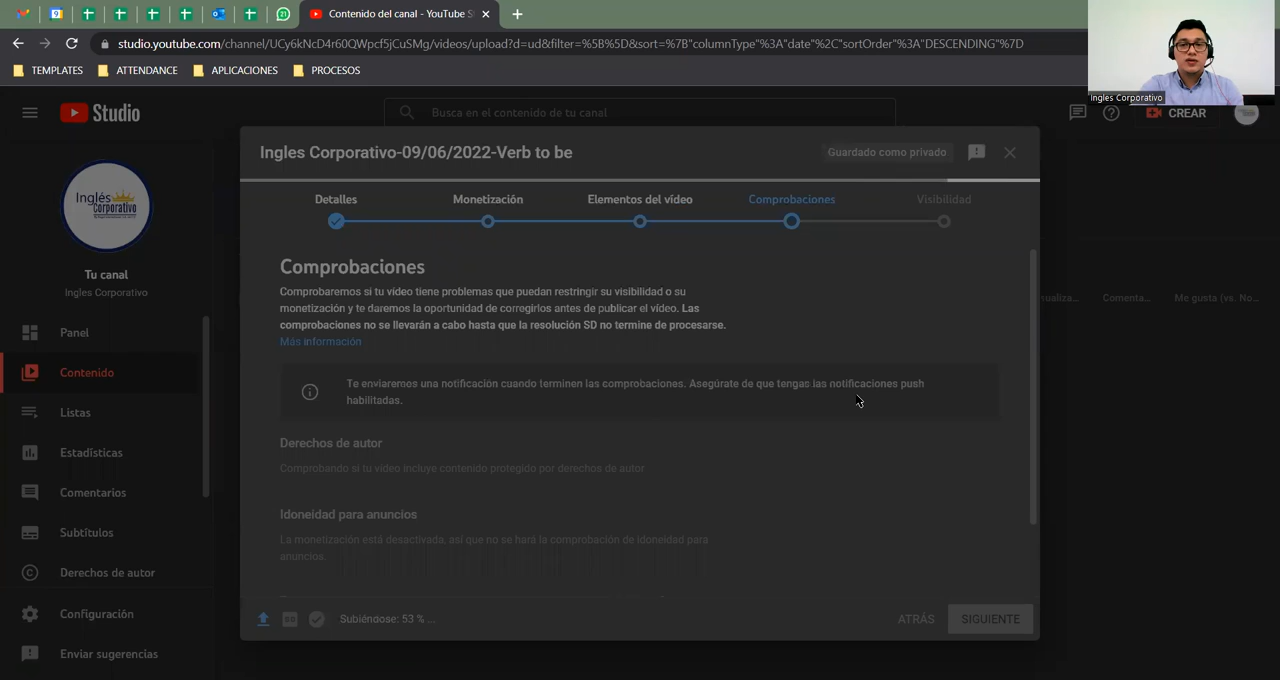 9
21
Contenido del canal - YouTube S
studio.youtube.com/channel/UCy6kNcD4r60QWpcf5jCuSMg/videos/upload?d=ud&filter=%5B%5D&sort=%7B"columnType"%3A"date"%2C"sortOrder"%3A"DESCENDING"%7D
TEMPLATES
ATTENDANCE
APLICACIONES
PROCESOS
Ingles Corporativo
Studio
Busca en el contenido de tu canal
CREAR
Inglés
Corporativo
Tu canal
Ingles Corporativo
Panel
Contenido
Listas
Estadísticas
Comentarios
Subtítulos
Derechos de autor
Configuración
Enviar sugerencias
Ingles Corporativo-09/06/2022-Verb to be
Guardado como privado
Detalles
Monetización
Elementos del vídeo
Comprobaciones
Visibilidad
Comprobaciones
Comprobaremos si tu vídeo tiene problemas que puedan restringir su visibilidad o su
monetización y te daremos la oportunidad de corregirlos antes de publicar el vídeo. Las
comprobaciones no se llevarán a cabo hasta que la resolución SD no termine de procesarse.
Más información
Te enviaremos una notificación cuando terminen las comprobaciones. Asegúrate de que tengas las notificaciones push
habilitadas.
Derechos de autor
Comprobando si tu vídeo incluye contenido protegido por derechos de autor
Idoneidad para anuncios
La monetización está desactivada, así que no se hará la comprobación de idoneidad para
anuncios.
Subiéndose: 53 % ...
ATRÁS
SIGUIENTE
sualiza...
Comenta...
Me gusta (vs. No...